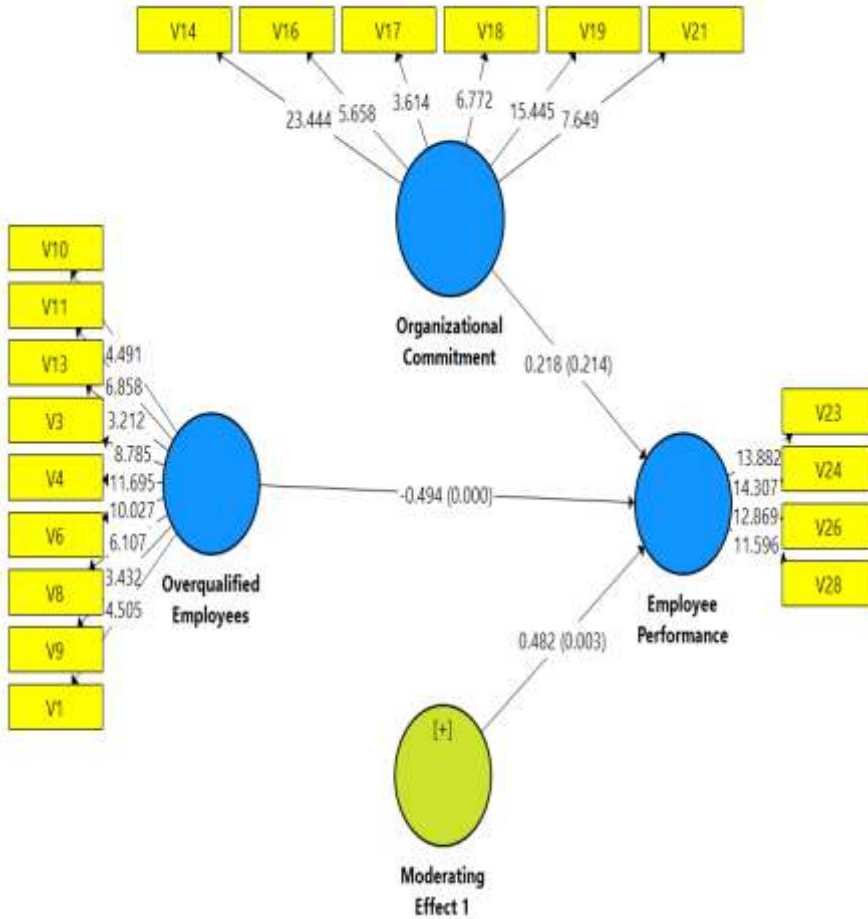 V14 V16 V17 V18 V19 V21
23.444 5.658 3.614 6.772 15.445 7.649
Organizational
Commitment
V10
V11
V13
V3
V4
V6
V8
V9
V1
4.491
6.858
3.212
8.785
11.695
10.027
6.107
3.432
4.505
Overqualified
Employees
0.218 (0.214)
-0.494 (0.000)
0.482 (0.003)
Employee
Performance
13.882
14.307
12.869
11.596
V23
V24
V26
V28
[+]
Moderating
Effect 1